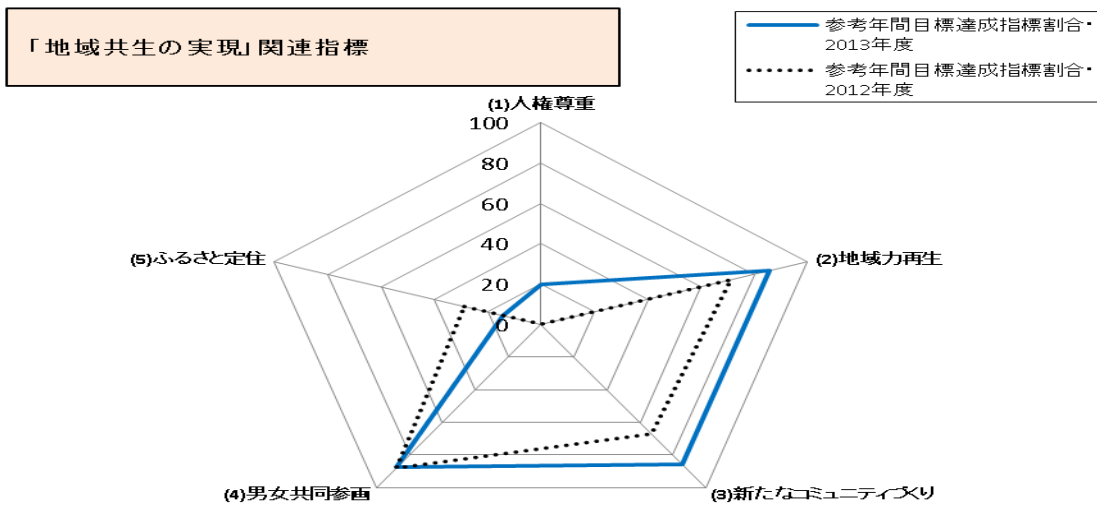 「地域共生の実現」関連指標
参考年間目標達成指標割合・
2013年度
参考年間目標達成指標割合・
2012年度
(1)人権尊重
100
80
60
40
20
0
(2)地域力再生
(3)新たなコミュニティづくり
(4)男女共同参画
(5)ふるさと定住